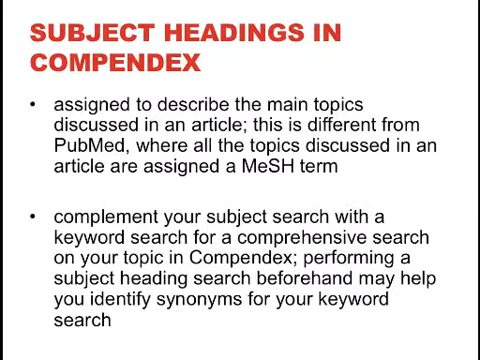 SUBJECT HEADINGS IN
COMPENDEX
• assigned to describe the main topics
discussed in an article; this is different from
PubMed, where all the topics discussed in an
article are assigned a MeSH term
• complement your subject search with a
keyword search for a comprehensive search
on your topic in Compendex; performing a
subject heading search beforehand may help
you identify synonyms for your keyword
search